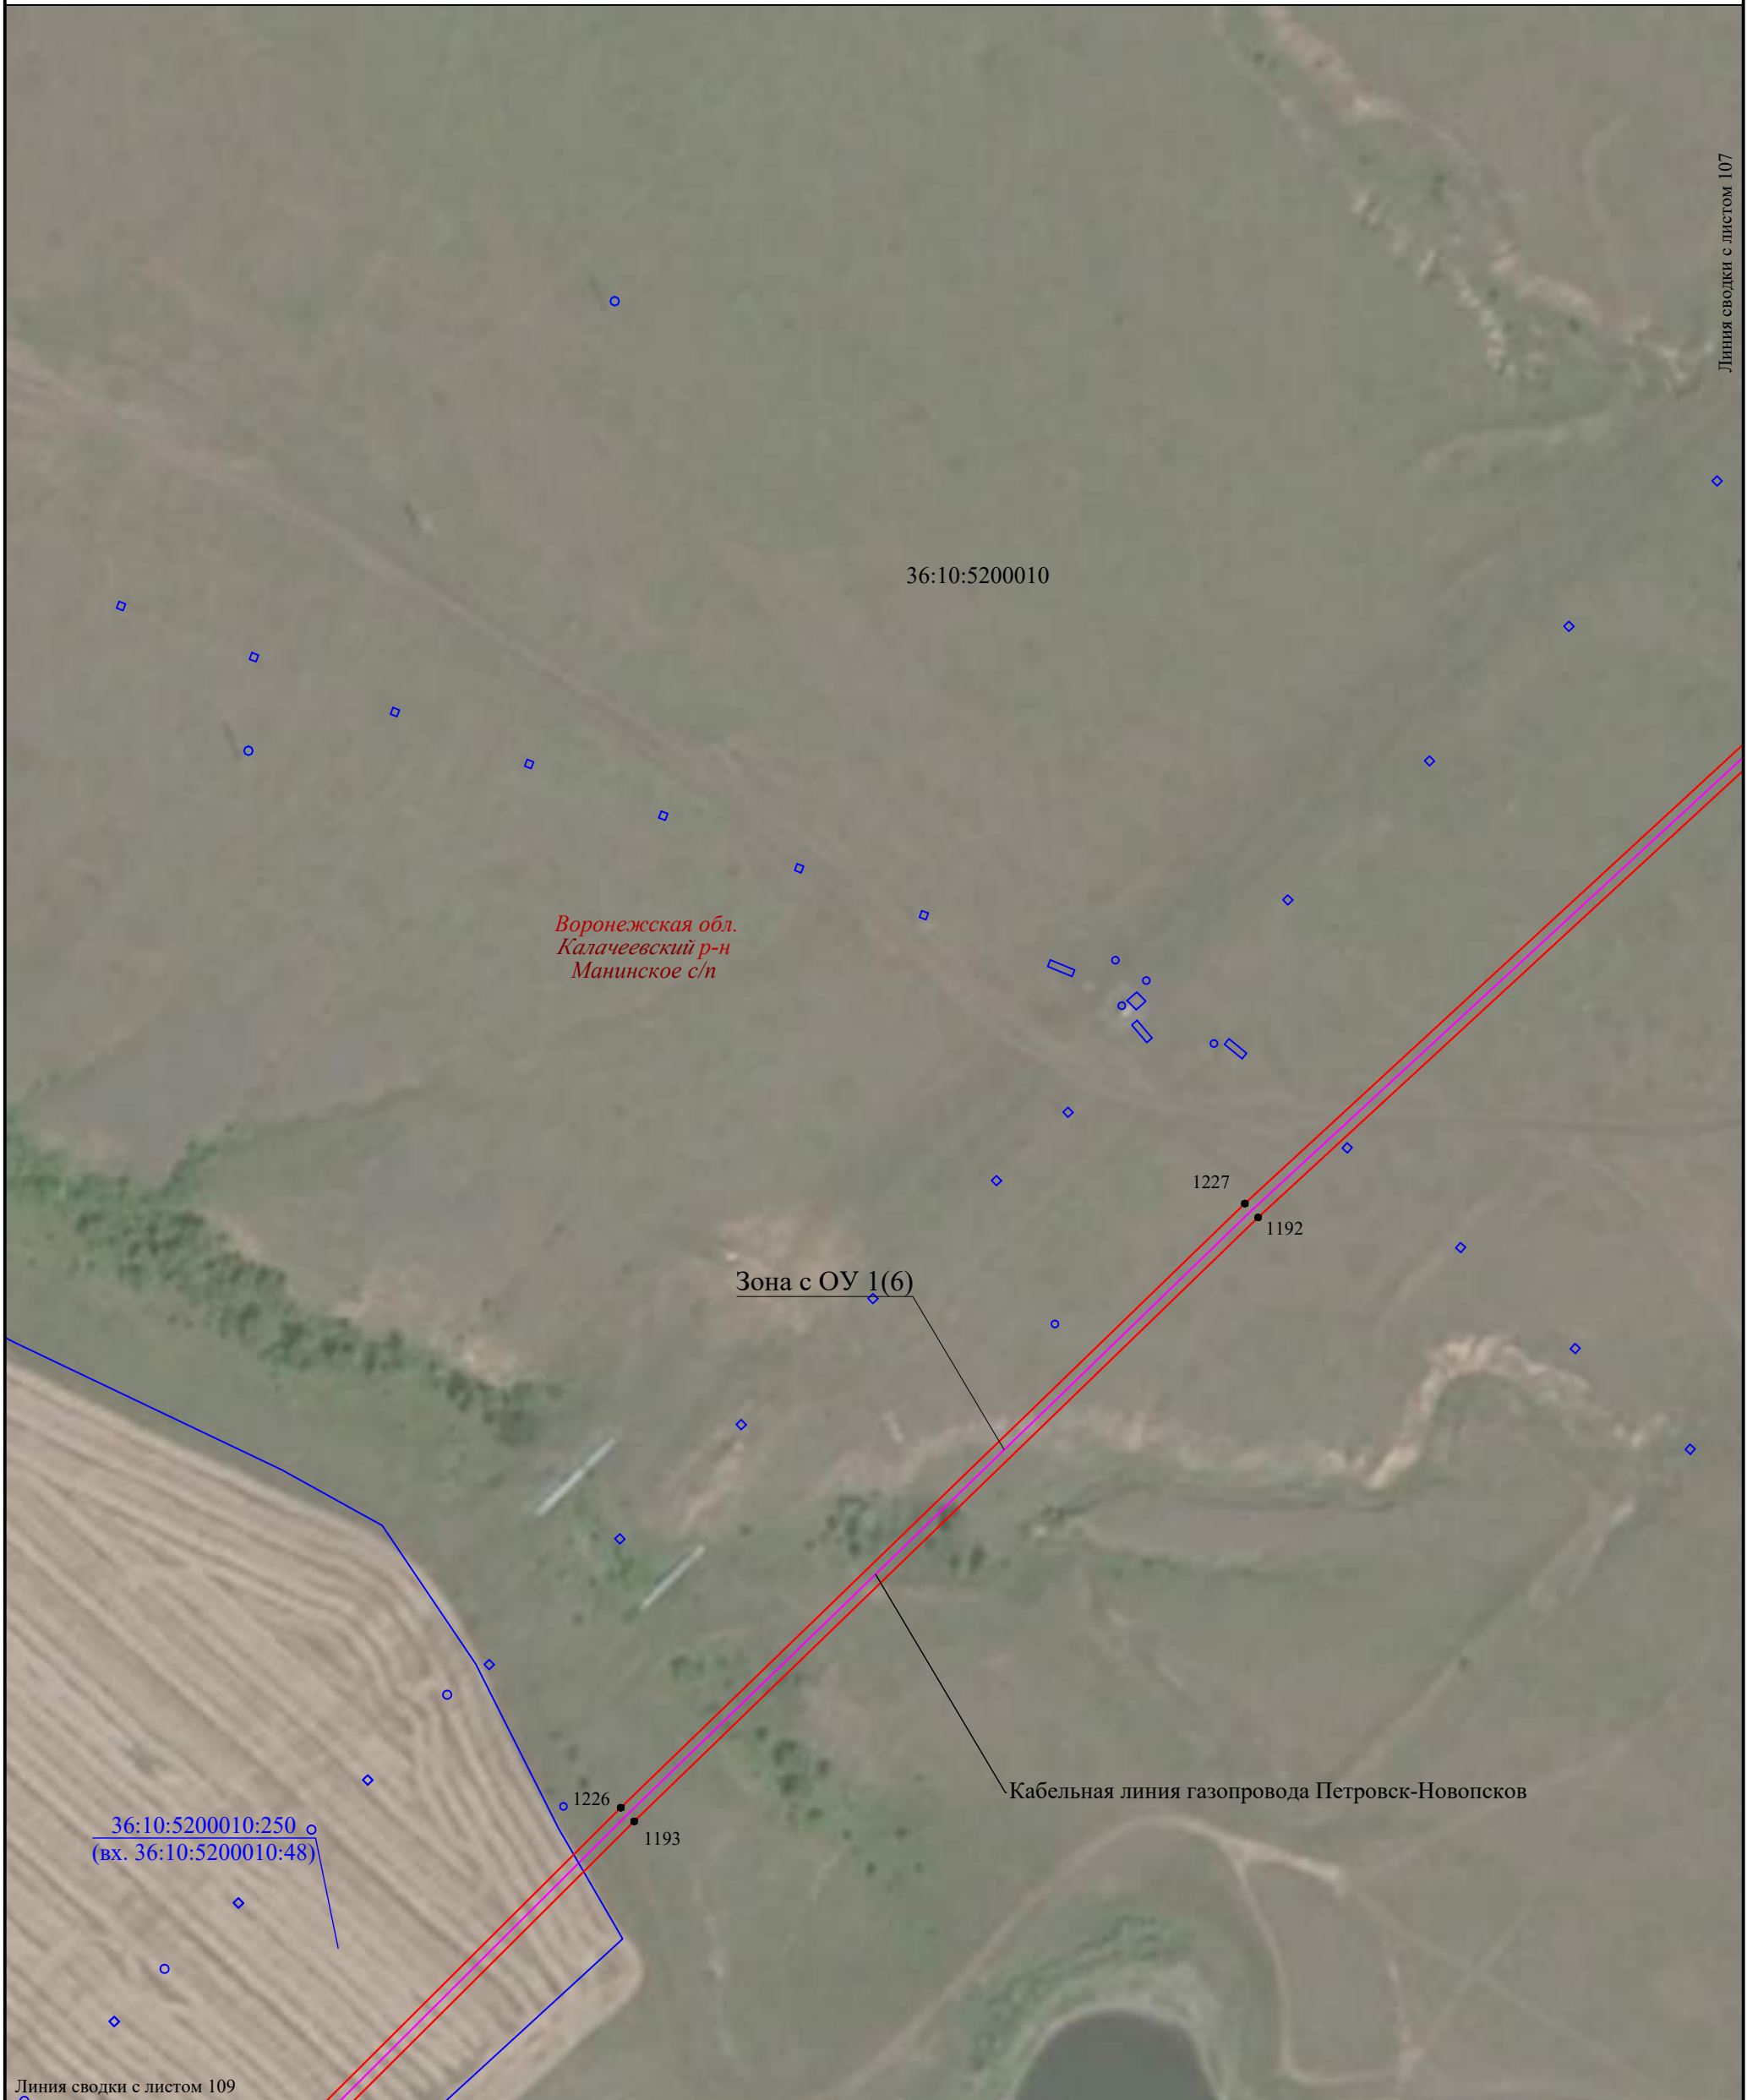 Линия сводки с листом 107
36:10:5200010
Воронежская обл.
Калачеевский р-н
Манинское с/п
1227
1192
Зона с ОУ 1(6)
Кабельная линия газопровода Петровск-Новопсков
1226
1193
36:10:5200010:250
(вх. 36:10:5200010:48)
Линия сводки с листом 109